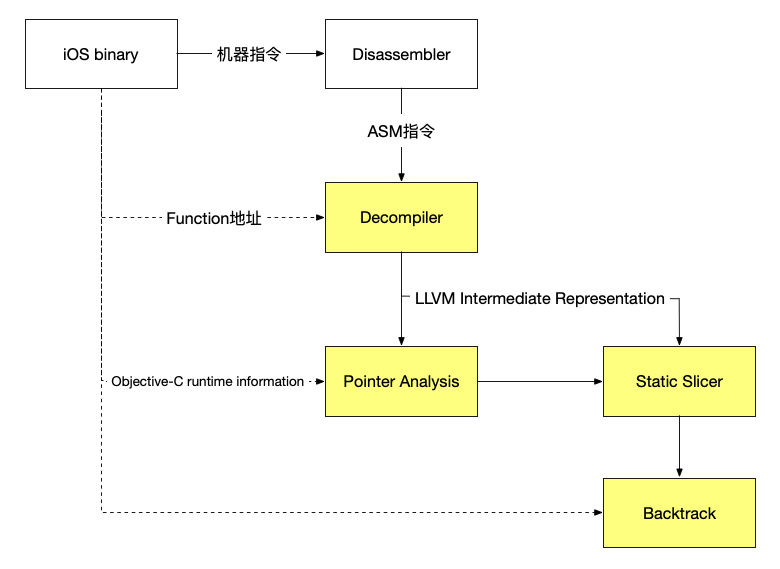 iOS binary
机器指令
Disassembler
ASM指令
Function地址
Decompiler
LLVM Intermediate Representation
Objective-C runtime information
Pointer Analysis
Static Slicer
Backtrack